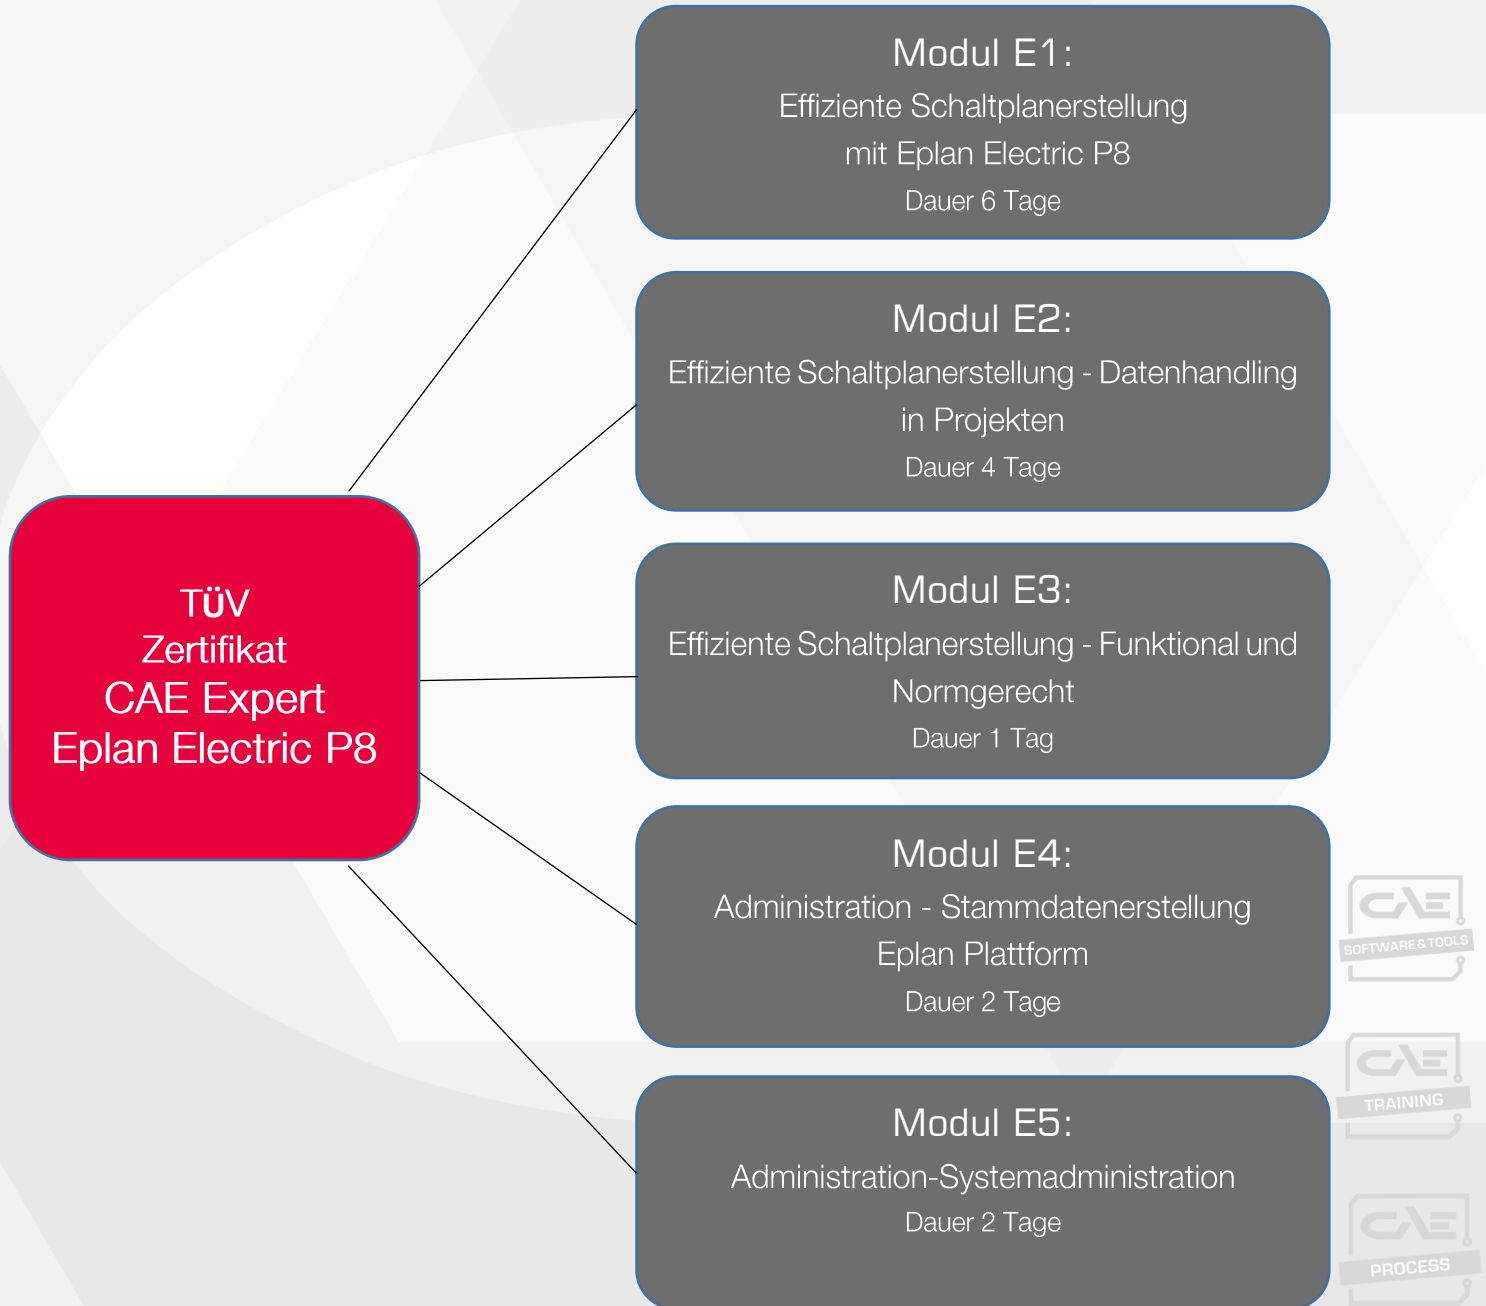 Modul E1:
Effiziente Schaltplanerstellung
mit Eplan Electric P8
Dauer 6 Tage
Modul E2:
Effiziente Schaltplanerstellung - Datenhandling
in Projekten
Dauer 4 Tage
TÜV
Zertifikat
CAE Expert
Eplan Electric P8
Modul E3:
Effiziente Schaltplanerstellung - Funktional und
Normgerecht
Dauer 1 Tag
Modul E4:
Administration - Stammdatenerstellung
Eplan Plattform
Dauer 2 Tage
Modul E5:
Administration-Systemadministration
Dauer 2 Tage
CAE
SOFTWARE & TOOLS
CAE
TRAINING
CAE
PROCESS